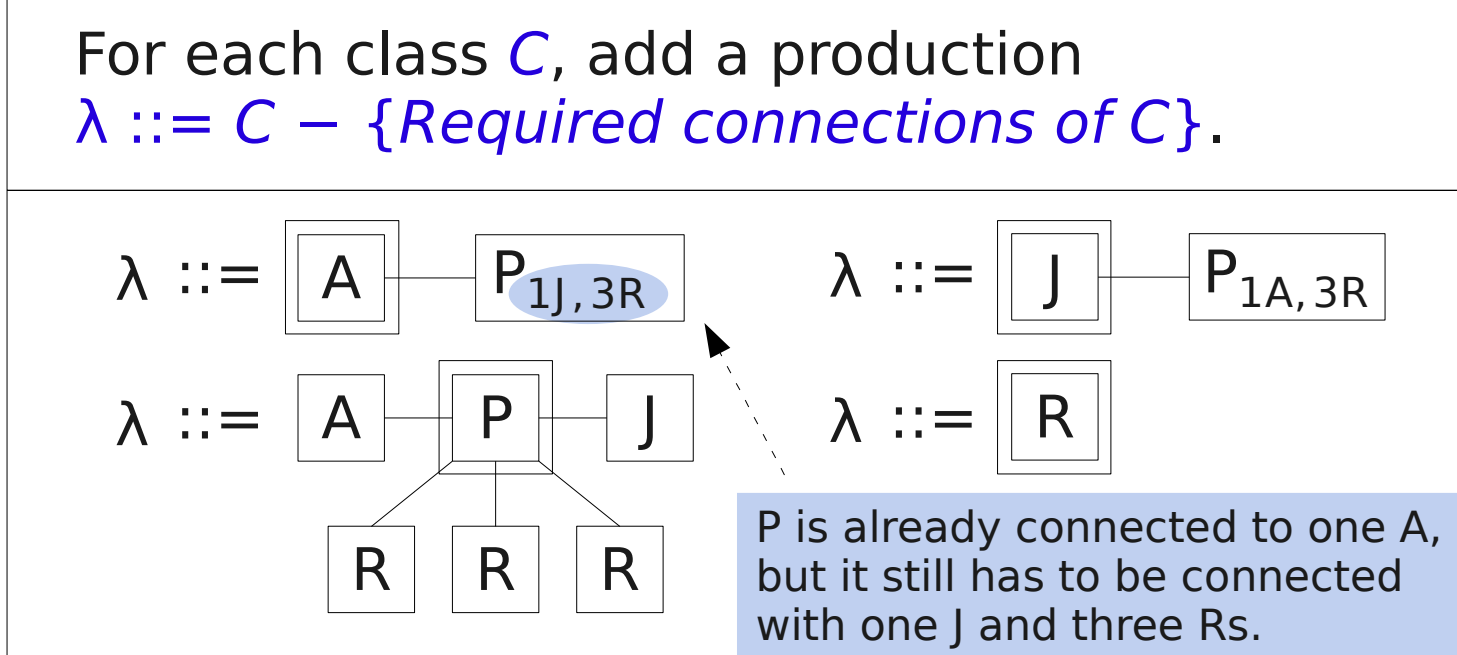 For each class C, add a production
λ ::= C − {Required connections of C}.
λ ::= A P1J, 3R
λ ::= J P1A, 3R
λ ::= A P J
R R R
λ ::= R
P is already connected to one A,
but it still has to be connected
with one J and three Rs.